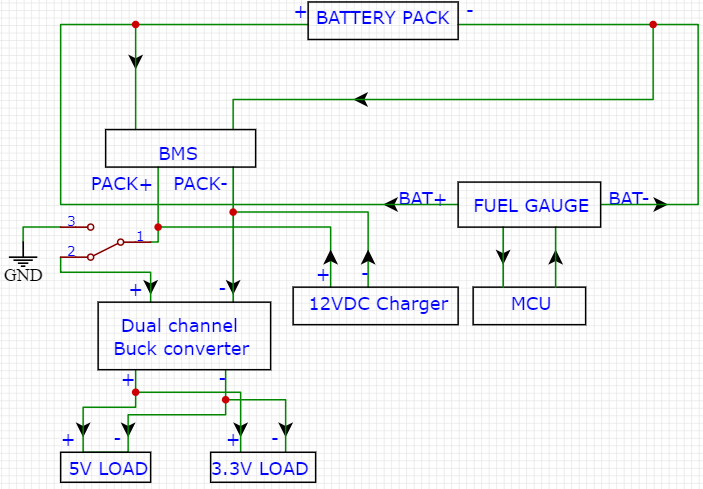 + BATTERY PACK -
BMS
PACK+ PACK-
BAT+ FUEL GAUGE BAT-
3
1
2
GND
+ -
+ -
12VDC Charger
MCU
Dual channel
Buck converter
+ -
+ - + -
5V LOAD 3.3V LOAD